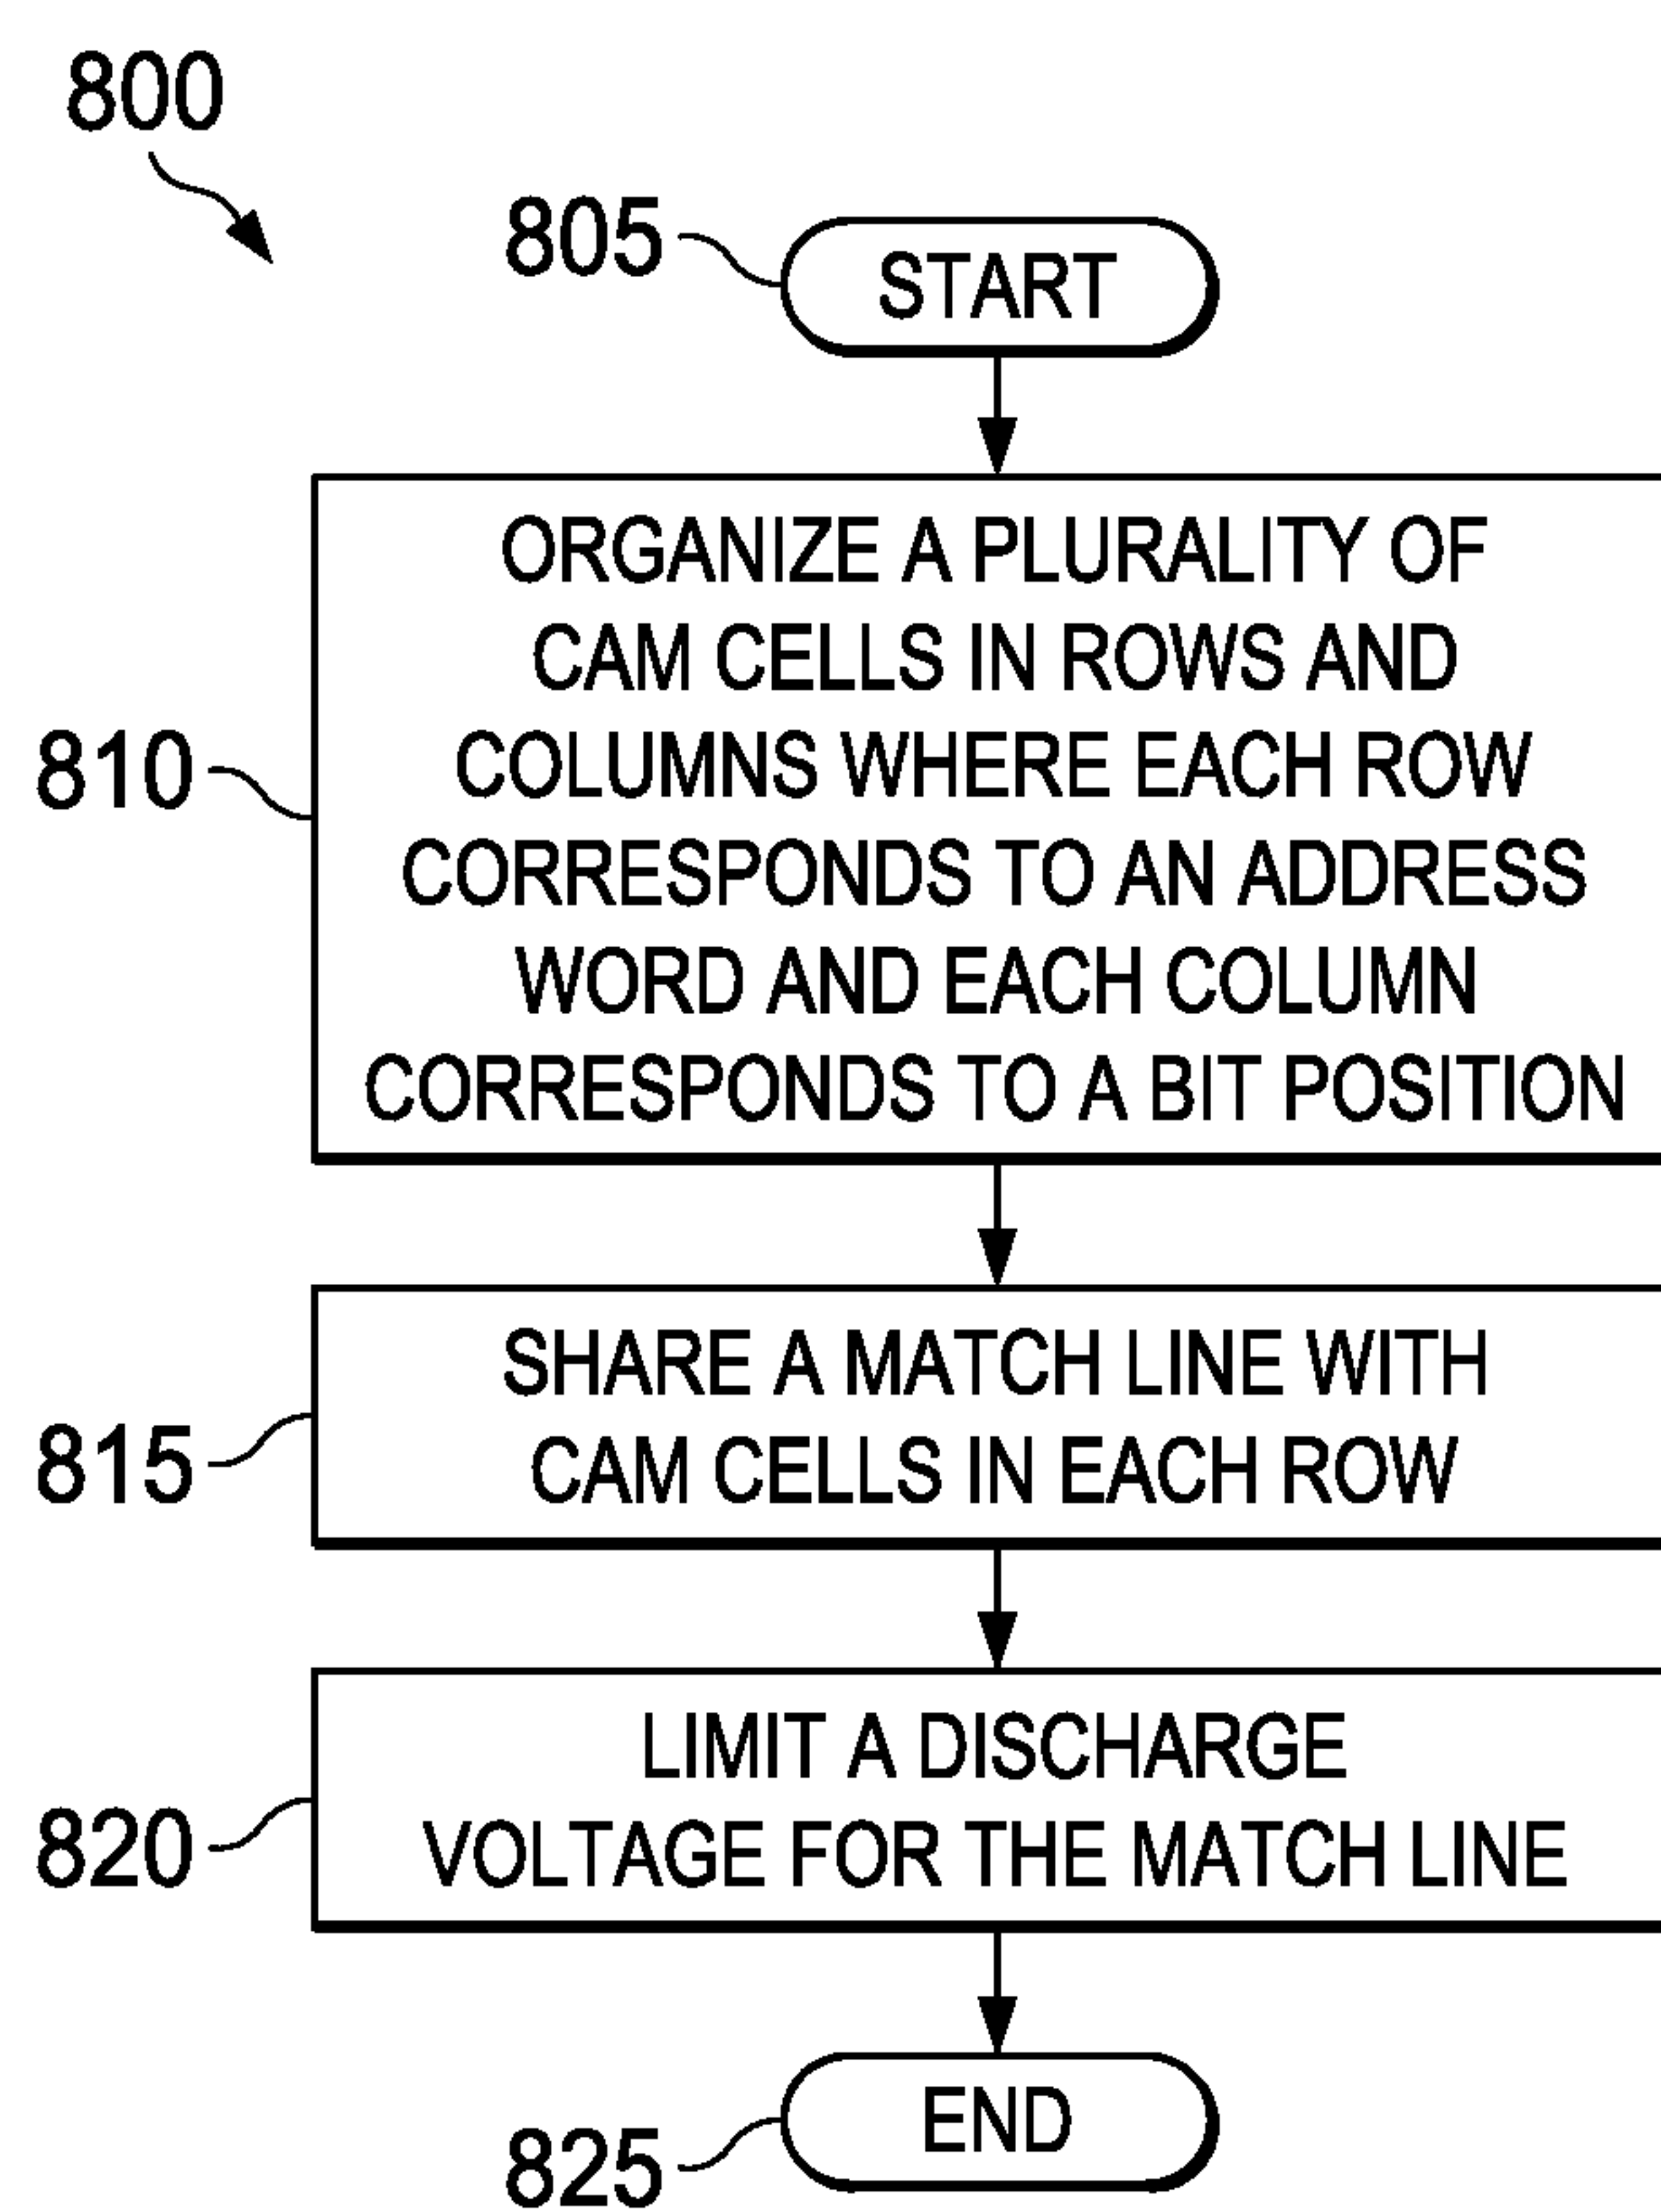 800
805
START
ORGANIZE A PLURALITY OF
CAM CELLS IN ROWS AND
COLUMNS WHERE EACH ROW
810
CORRESPONDS TO AN ADDRESS
WORD AND EACH COLUMN
CORRESPONDS TO A BIT POSITION
SHARE A MATCH LINE WITH
815
CAM CELLS IN EACH ROW
LIMIT A DISCHARGE
820
VOLTAGE FOR THE MATCH LINE
END
825